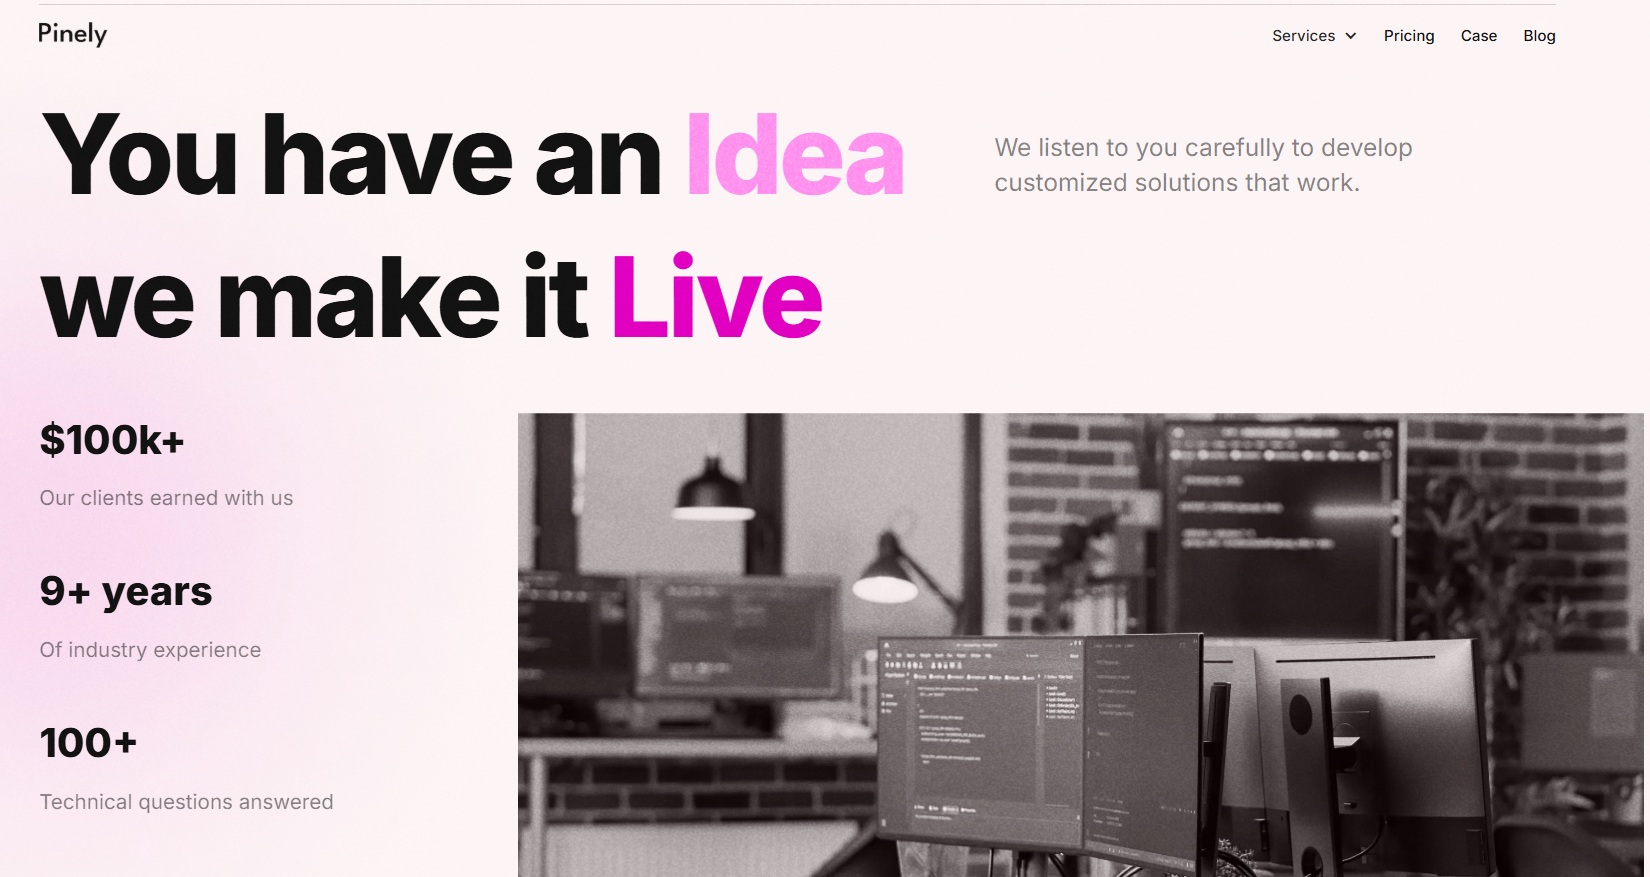 Pinely
Services
Pricing
Case
Blog
You have an Idea
we make it Live
We listen to you carefully to develop
customized solutions that work.
$100k+
Our clients earned with us
9+ years
Of industry experience
100+
Technical questions answered